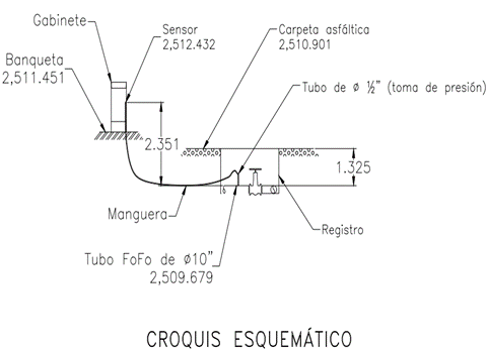 Gabinete
Sensor
2,512.432
Carpeta asfáltica
2,510.901
Banqueta
2,511.451
Tubo de ø ½" (toma de presión)
2.351
1.325
Manguera
Registro
Tubo FoFo de ø10"
2,509.679
CROQUIS ESQUEMÁTICO